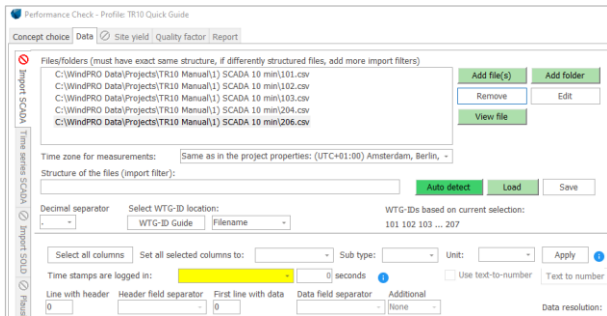 Performance Check - Profile: TR10 Quick Guide
Concept choice Data Site yield Quality factor Report
Files/folders (must have exact same structure, if differently structured files, add more import filters)
C:\WindPRO Data\Projects\TR10 Manual\1) SCADA 10 min\101.csv
C:\WindPRO Data\Projects\TR10 Manual\1) SCADA 10 min\102.csv
C:\WindPRO Data\Projects\TR10 Manual\1) SCADA 10 min\103.csv
C:\WindPRO Data\Projects\TR10 Manual\1) SCADA 10 min\204.csv
C:\WindPRO Data\Projects\TR10 Manual\1) SCADA 10 min\206.csv
Add file(s) Add folder
Remove Edit
View file
Import SCADA
Time series SCADA
Import SOLD
Plaus
Time zone for measurements: Same as in the project properties: (UTC+01:00) Amsterdam, Berlin,
Structure of the files (import filter):
Auto detect Load Save
Decimal separator Select WTG-ID location: WTG-IDs based on current selection:
. WTG-ID Guide Filename 101 102 103 ... 207
Select all columns Set all selected columns to: Sub type: Unit: Apply
Time stamps are logged in: 0 seconds Use text-to-number Text to number
Line with header Header field separator First line with data Data field separator Additional
0 0 None Data resolution: